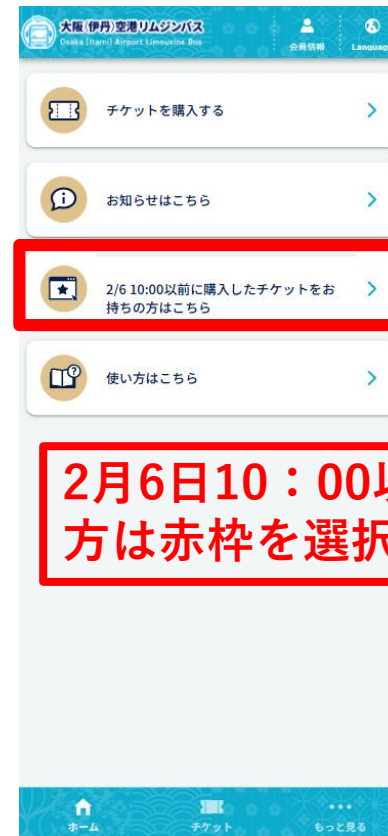 大阪(伊丹)空港リムジンバス
Osaka (Itami) Airport Limousine Bus
会員情報
Languag
チケットを購入する
お知らせはこちら
2/6 10:00以前に購入したチケットをお
持ちの方はこちら
使い方はこちら
2月6日10：00
方は赤枠を選択
ホーム
チケット
もっと見る